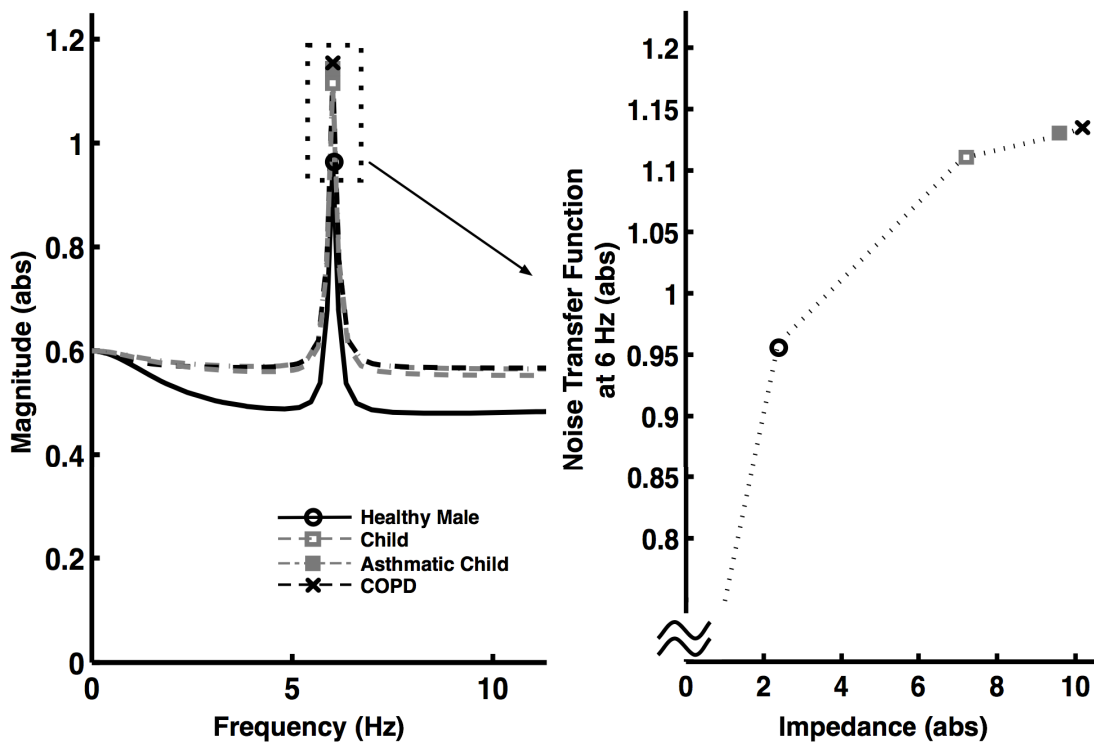 1.2
1
0.8
0.6
0.4
0.2
0
0
5
10
Magnitude (abs)
Frequency (Hz)
Healthy Male
Child
Asthmatic Child
COPD
1.2
1.15
1.1
1.05
1
0.95
0.9
0.85
0.8
0
2
4
6
8
10
Noise Transfer Function
at 6 Hz (abs)
Impedance (abs)